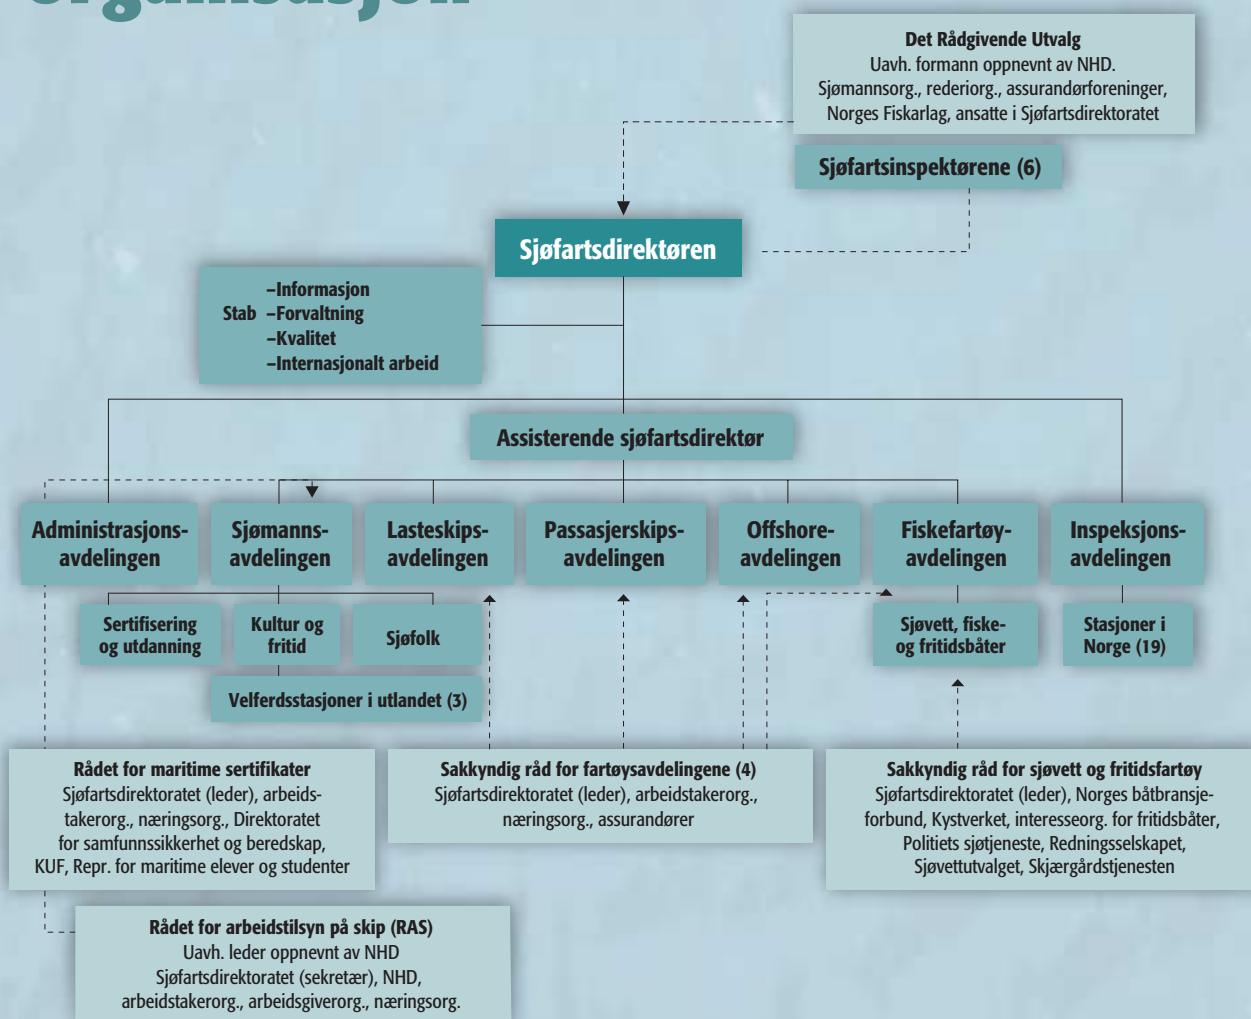 organisasjon
Det Rådgivende Utvalg
Uavh. formann oppnevnt av NHD.
Sjømannsorg., rederiorg., assurandørforeninger,
Norges Fiskarlag, ansatte i Sjøfartsdirektoratet
Sjøfartsinspektørene (6)
Sjøfartsdirektøren
–Informasjon
Stab –Forvaltning
–Kvalitet
–Internasjonalt arbeid
Assisterende sjøfartsdirektør
Administrasjons-
avdelingen
Sjømanns-
avdelingen
Lasteskips-
avdelingen
Passasjerskips-
avdelingen
Offshore-
avdelingen
Fiskefartøy-
avdelingen
Inspeksjons-
avdelingen
Sertifisering
og utdanning
Kultur og
fritid
Sjøfolk
Sjøvett, fiske-
og fritidsbåter
Stasjoner i
Norge (19)
Velferdsstasjoner i utlandet (3)
Rådet for maritime sertifikater
Sjøfartsdirektoratet (leder), arbeids-
takerorg., næringsorg., Direktoratet
for samfunnssikkerhet og beredskap,
KUF, Repr. for maritime elever og studenter
Sakkyndig råd for fartøysavdelingene (4)
Sjøfartsdirektoratet (leder), arbeidstakerorg.,
næringsorg., assurandører
Sakkyndig råd for sjøvett og fritidsfartøy
Sjøfartsdirektoratet (leder), Norges båtbransje-
forbund, Kystverket, interesseorg. for fritidsbåter,
Politiets sjøtjeneste, Redningsselskapet,
Sjøvettutvalget, Skjærgårdstjenesten
Rådet for arbeidstilsyn på skip (RAS)
Uavh. leder oppnevnt av NHD
Sjøfartsdirektoratet (sekretær), NHD,
arbeidstakerorg., arbeidsgiverorg., næringsorg.